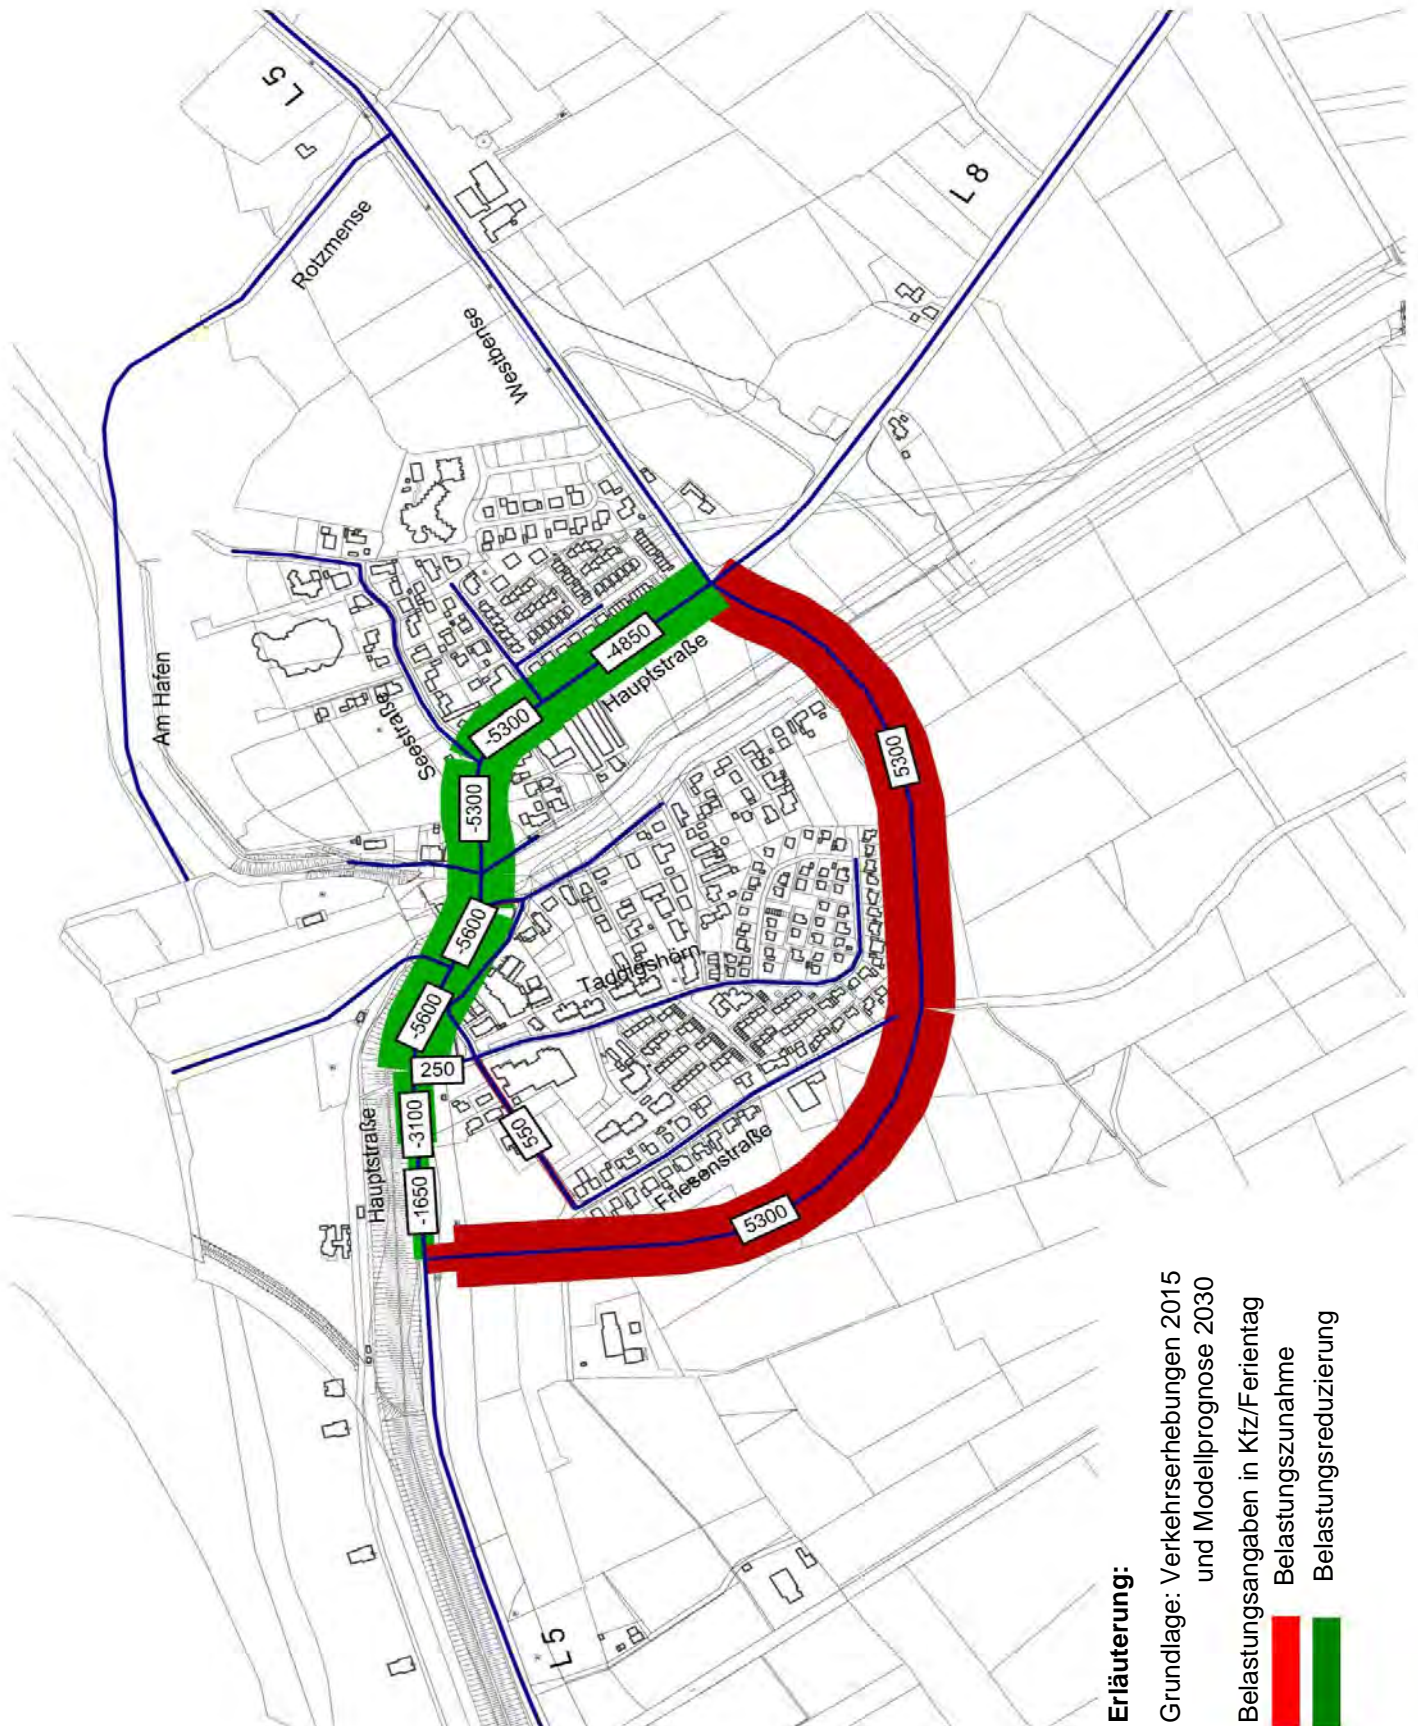 L 5
Rotzmense
L 8
Westbense
Am Hafen
Seestraße
-4850
Hauptstraße
-5300
-5300
5300
-5600
-5600
Taddigshörn
250
-3100
Hauptstraße
550
-1650
Friesenstraße
5300
L 5
Erläuterung:
Grundlage: Verkehrserhebungen 2015
und Modellprognose 2030
Belastungsangaben in Kfz/Ferientag
Belastungszunahme
Belastungsreduzierung